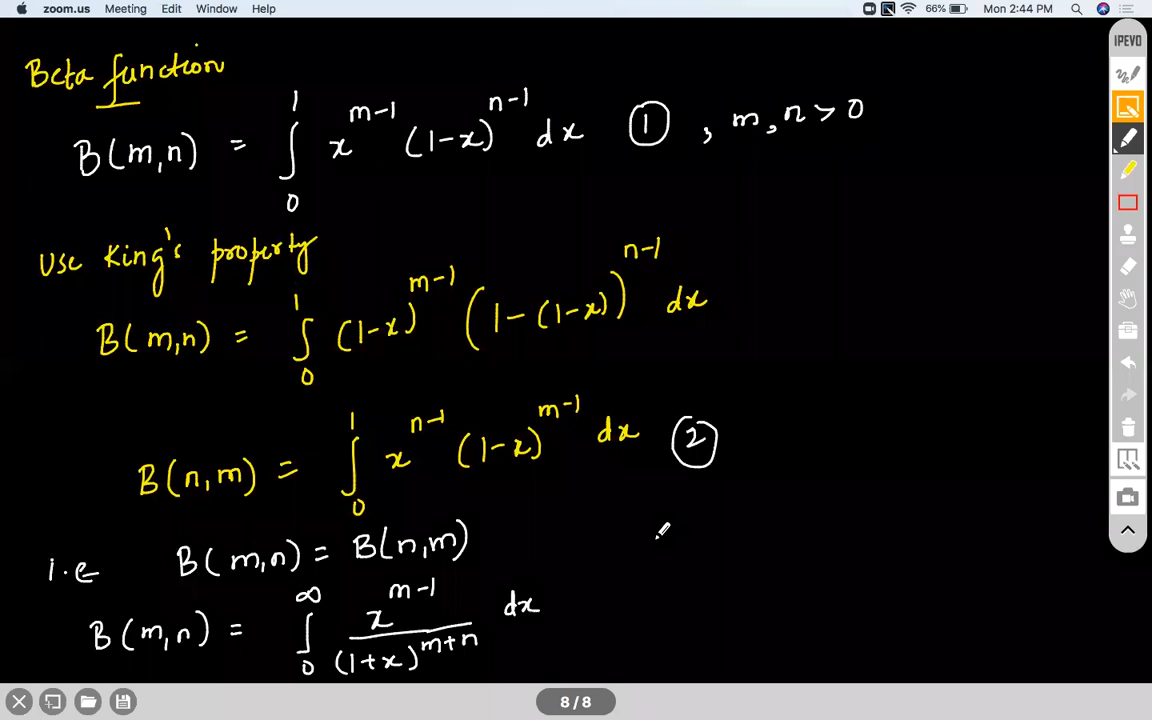 zoom.us Meeting Edit Window Help 66% Mon 2:44 PM
IPEVO
Beta function
B(m,n) = ∫₀¹ x^{m-1} (1-x)^{n-1} dx ① , m,n > 0
Use King's property
B(m,n) = ∫₀¹ (1-x)^{m-1} (1-(1-x))^{n-1} dx
B(n,m) = ∫₀¹ x^{n-1} (1-x)^{m-1} dx ②
i.e B(m,n) = B(n,m)
B(m,n) = ∫₀^∞ x^{m-1} / (1+x)^{m+n} dx
8/8